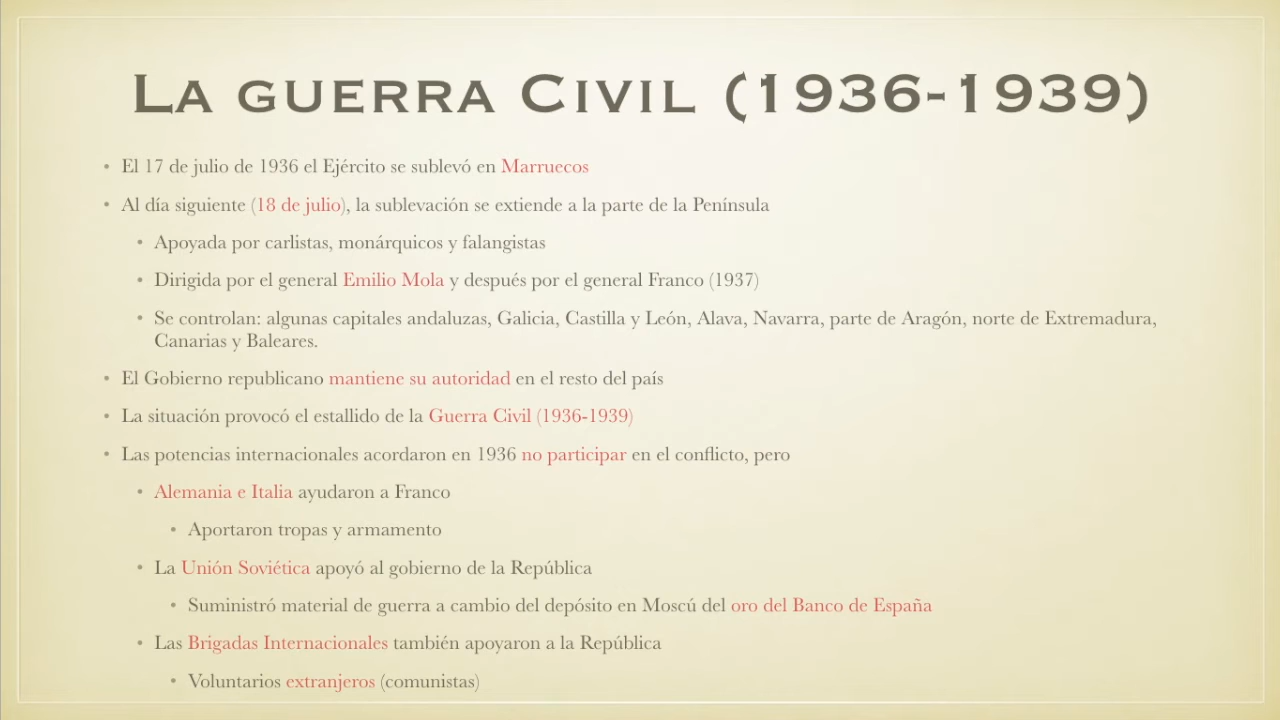 La guerra Civil (1936-1939)
• El 17 de julio de 1936 el Ejército se sublevó en Marruecos
• Al día siguiente (18 de julio), la sublevación se extiende a la parte de la Península
• Apoyada por carlistas, monárquicos y falangistas
• Dirigida por el general Emilio Mola y después por el general Franco (1937)
• Se controlan: algunas capitales andaluzas, Galicia, Castilla y León, Alava, Navarra, parte de Aragón, norte de Extremadura,
Canarias y Baleares.
• El Gobierno republicano mantiene su autoridad en el resto del país
• La situación provocó el estallido de la Guerra Civil (1936-1939)
• Las potencias internacionales acordaron en 1936 no participar en el conflicto, pero
• Alemania e Italia ayudaron a Franco
• Aportaron tropas y armamento
• La Unión Soviética apoyó al gobierno de la República
• Suministró material de guerra a cambio del depósito en Moscú del oro del Banco de España
• Las Brigadas Internacionales también apoyaron a la República
• Voluntarios extranjeros (comunistas)